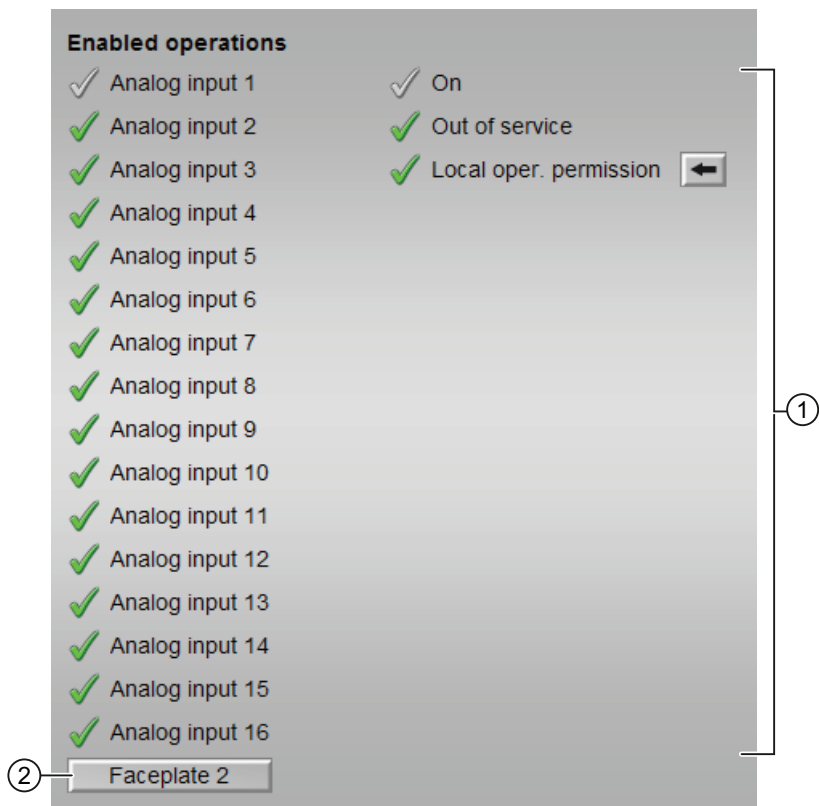 Enabled operations
Analog input 1 On
Analog input 2 Out of service
Analog input 3 Local oper. permission
Analog input 4
Analog input 5
Analog input 6
Analog input 7
Analog input 8
Analog input 9
Analog input 10
Analog input 11
Analog input 12
Analog input 13
Analog input 14
Analog input 15
Analog input 16
Faceplate 2
1
2